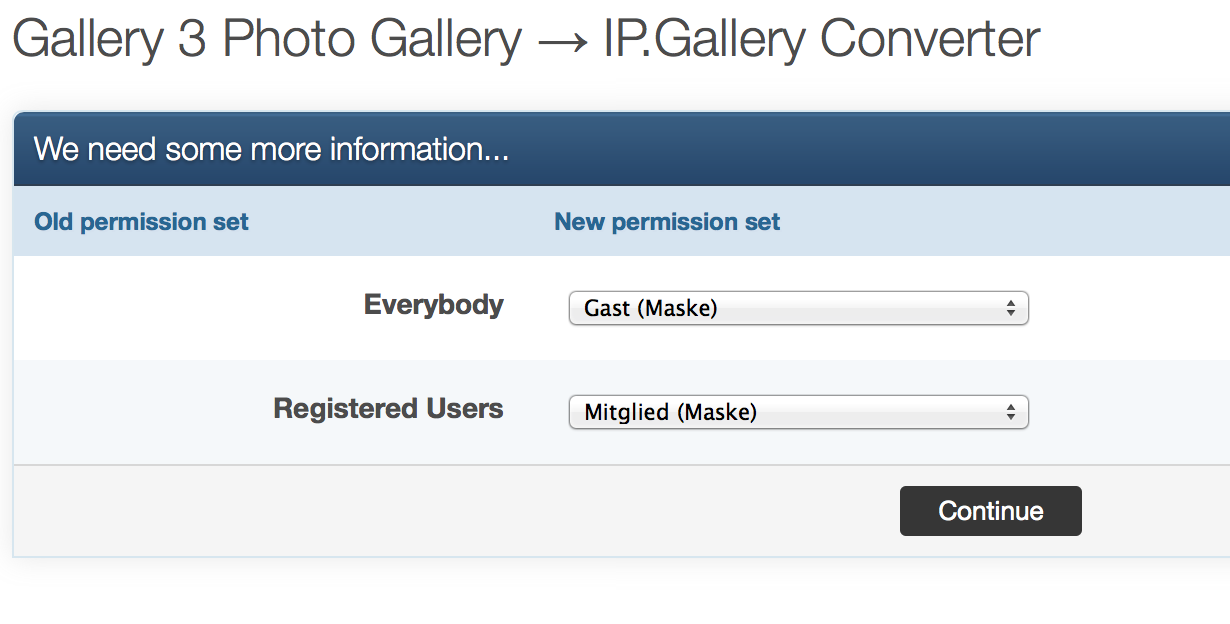 Gallery 3 Photo Gallery → IP.Gallery Converter
We need some more information...
Old permission set New permission set
Everybody Gast (Maske)
Registered Users Mitglied (Maske)
Continue